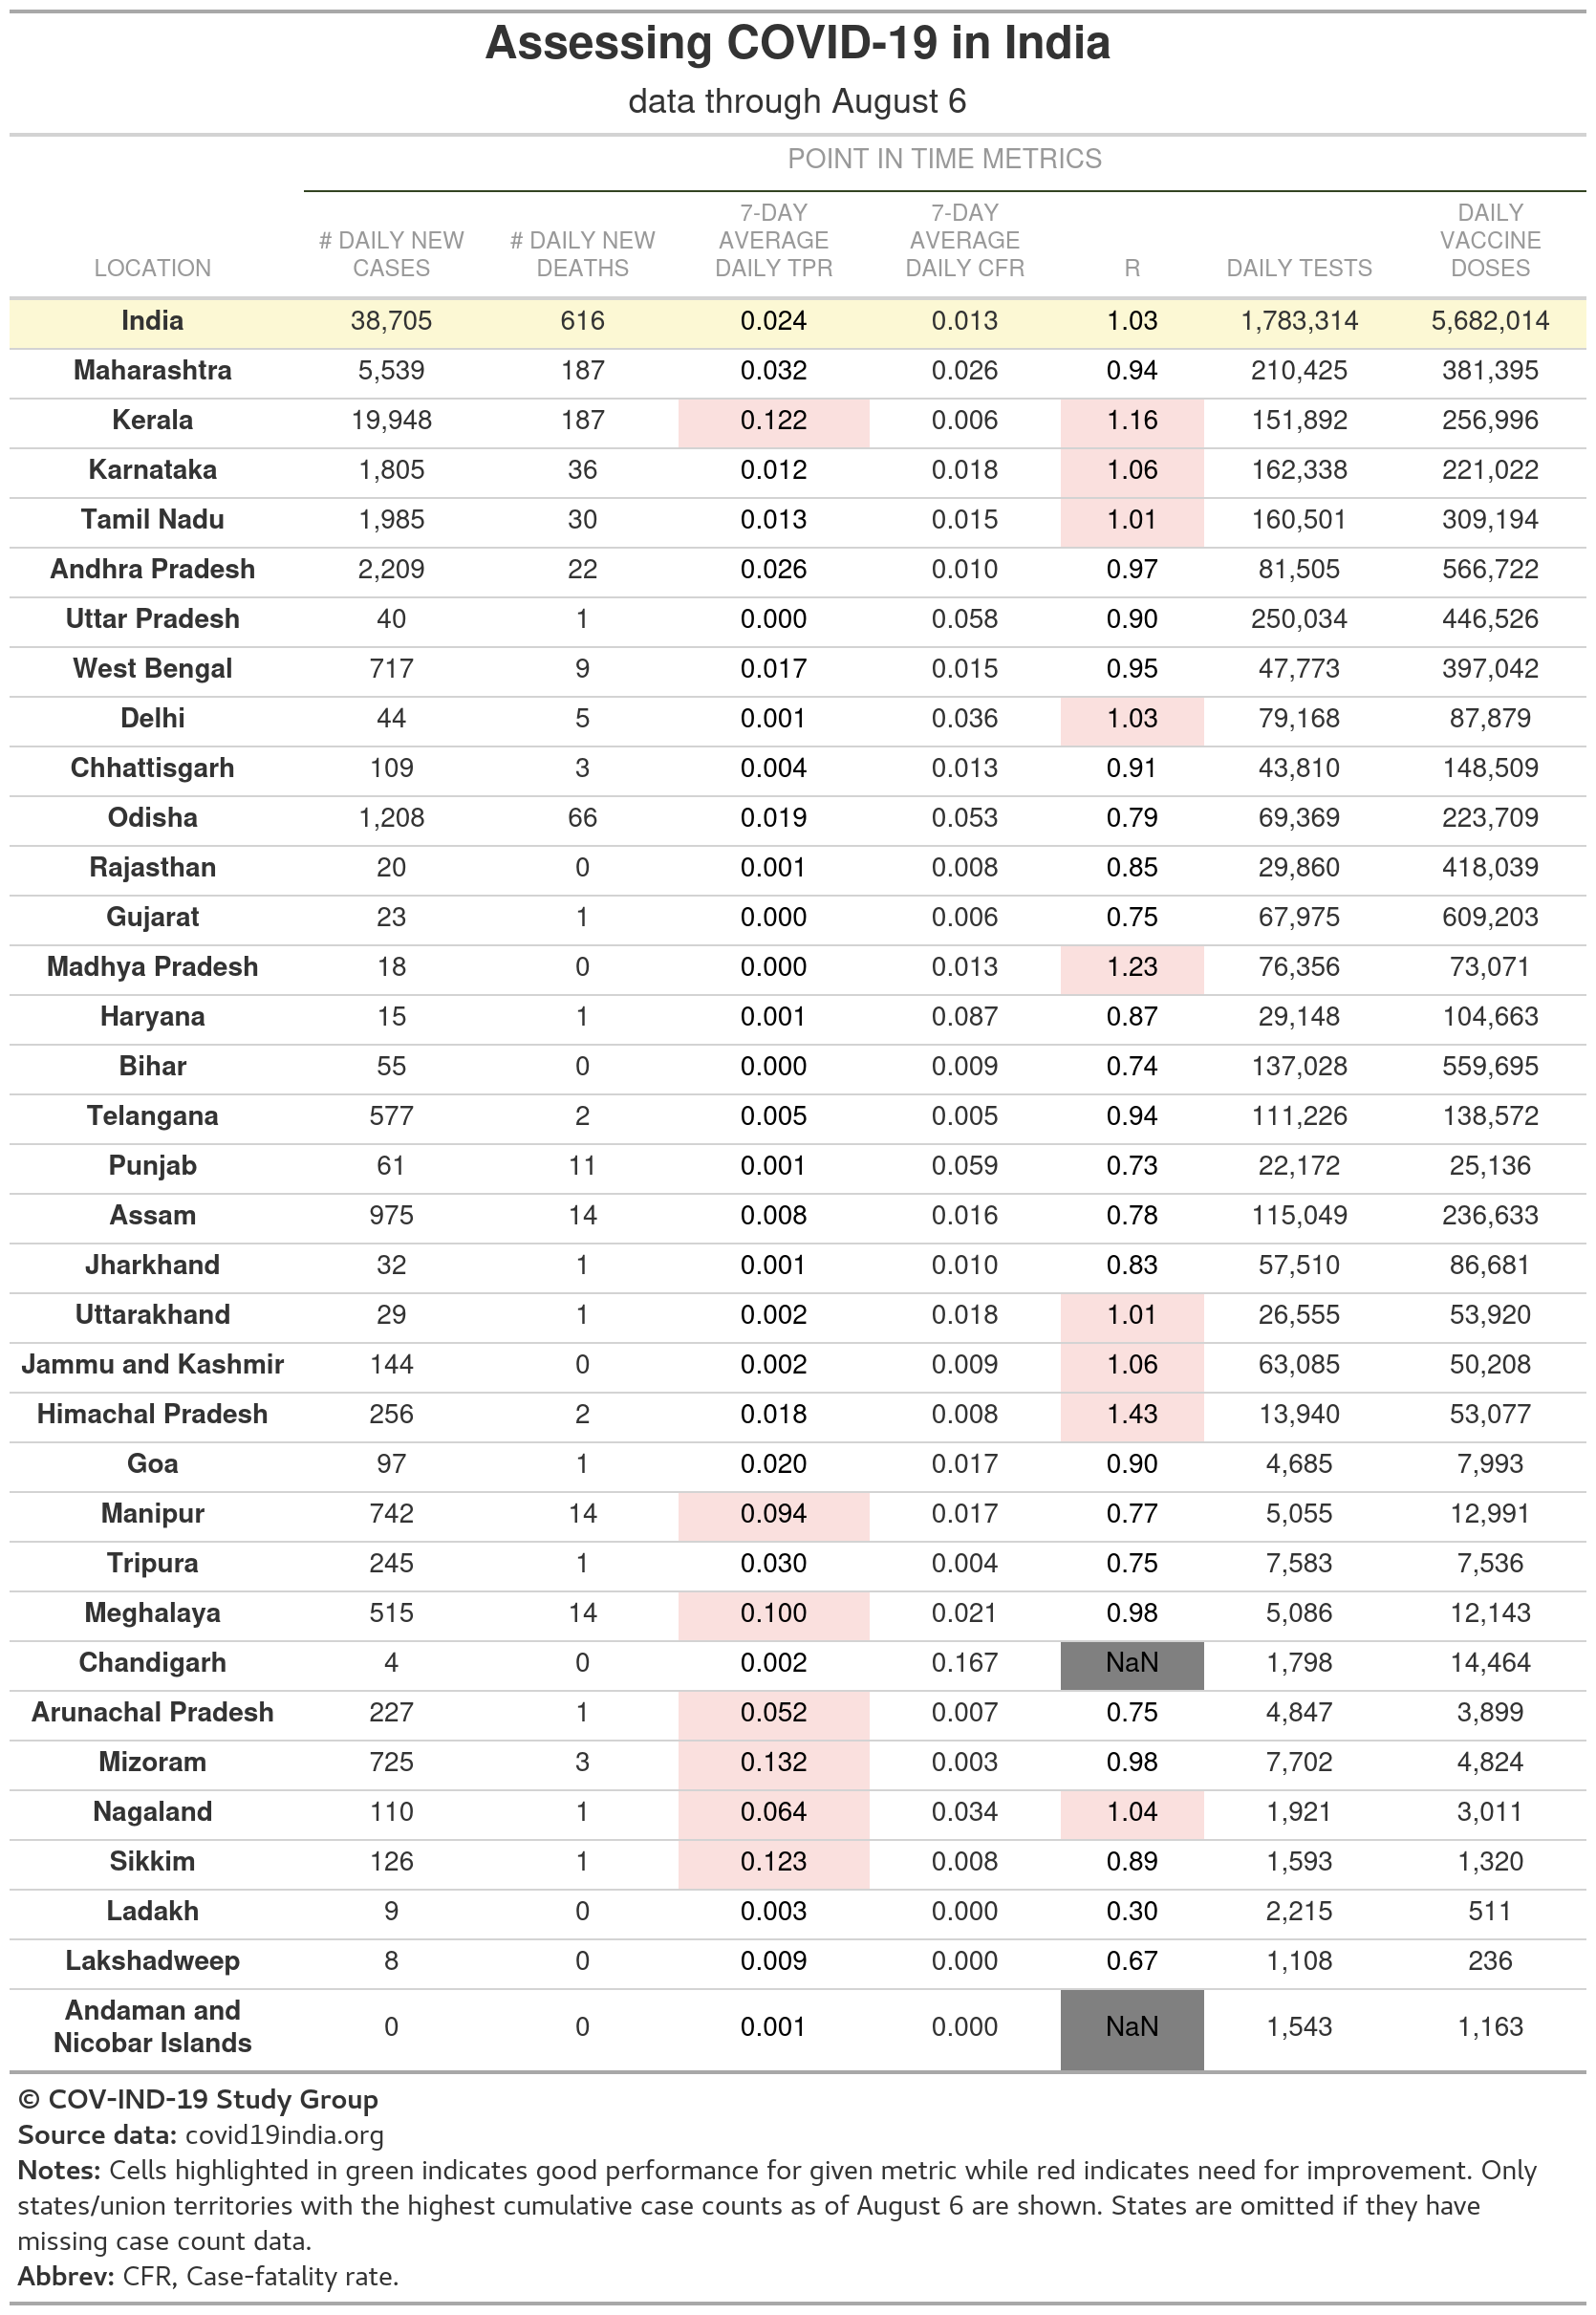 Assessing COVID-19 in India
data through August 6
POINT IN TIME METRICS
LOCATION # DAILY NEW CASES # DAILY NEW DEATHS 7-DAY AVERAGE DAILY TPR 7-DAY AVERAGE DAILY CFR R DAILY TESTS DAILY VACCINE DOSES
India 38,705 616 0.024 0.013 1.03 1,783,314 5,682,014
Maharashtra 5,539 187 0.032 0.026 0.94 210,425 381,395
Kerala 19,948 187 0.122 0.006 1.16 151,892 256,996
Karnataka 1,805 36 0.012 0.018 1.06 162,338 221,022
Tamil Nadu 1,985 30 0.013 0.015 1.01 160,501 309,194
Andhra Pradesh 2,209 22 0.026 0.010 0.97 81,505 566,722
Uttar Pradesh 40 1 0.000 0.058 0.90 250,034 446,526
West Bengal 717 9 0.017 0.015 0.95 47,773 397,042
Delhi 44 5 0.001 0.036 1.03 79,168 87,879
Chhattisgarh 109 3 0.004 0.013 0.91 43,810 148,509
Odisha 1,208 66 0.019 0.053 0.79 69,369 223,709
Rajasthan 20 0 0.001 0.008 0.85 29,860 418,039
Gujarat 23 1 0.000 0.006 0.75 67,975 609,203
Madhya Pradesh 18 0 0.000 0.013 1.23 76,356 73,071
Haryana 15 1 0.001 0.087 0.87 29,148 104,663
Bihar 55 0 0.000 0.009 0.74 137,028 559,695
Telangana 577 2 0.005 0.005 0.94 111,226 138,572
Punjab 61 11 0.001 0.059 0.73 22,172 25,136
Assam 975 14 0.008 0.016 0.78 115,049 236,633
Jharkhand 32 1 0.001 0.010 0.83 57,510 86,681
Uttarakhand 29 1 0.002 0.018 1.01 26,555 53,920
Jammu and Kashmir 144 0 0.002 0.009 1.06 63,085 50,208
Himachal Pradesh 256 2 0.018 0.008 1.43 13,940 53,077
Goa 97 1 0.020 0.017 0.90 4,685 7,993
Manipur 742 14 0.094 0.017 0.77 5,055 12,991
Tripura 245 1 0.030 0.004 0.75 7,583 7,536
Meghalaya 515 14 0.100 0.021 0.98 5,086 12,143
Chandigarh 4 0 0.002 0.167 NaN 1,798 14,464
Arunachal Pradesh 227 1 0.052 0.007 0.75 4,847 3,899
Mizoram 725 3 0.132 0.003 0.98 7,702 4,824
Nagaland 110 1 0.064 0.034 1.04 1,921 3,011
Sikkim 126 1 0.123 0.008 0.89 1,593 1,320
Ladakh 9 0 0.003 0.000 0.30 2,215 511
Lakshadweep 8 0 0.009 0.000 0.67 1,108 236
Andaman and Nicobar Islands 0 0 0.001 0.000 NaN 1,543 1,163
© COV-IND-19 Study Group
Source data: covid19india.org
Notes: Cells highlighted in green indicates good performance for given metric while red indicates need for improvement. Only
states/union territories with the highest cumulative case counts as of August 6 are shown. States are omitted if they have
missing case count data.
Abbrev: CFR, Case-fatality rate.